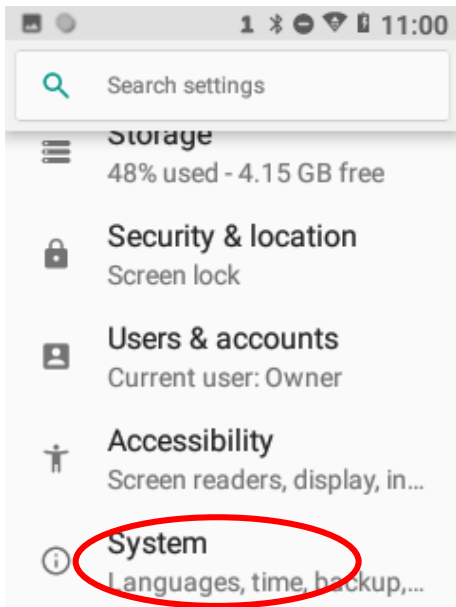 1 11:00
Search settings
Storage
48% used - 4.15 GB free
Security & location
Screen lock
Users & accounts
Current user: Owner
Accessibility
Screen readers, display, in...
System
Languages, time, backup,...